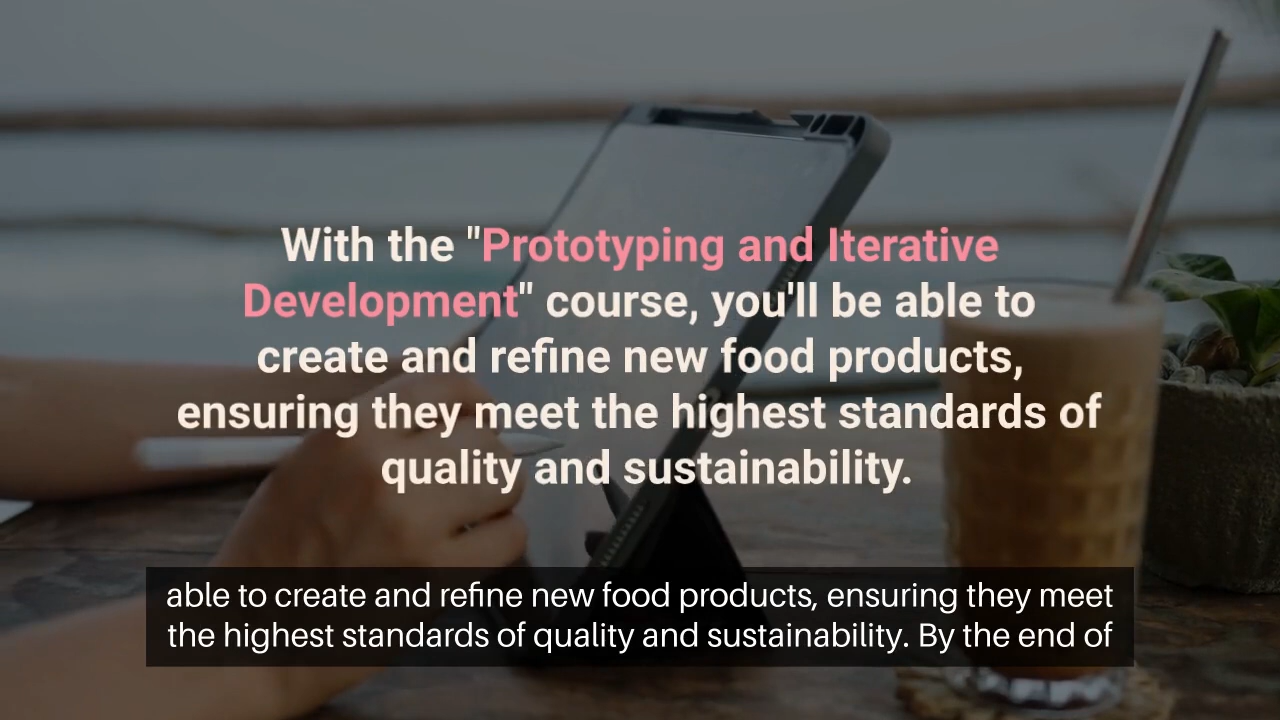 With the "Prototyping and Iterative
Development" course, you'll be able to
create and refine new food products,
ensuring they meet the highest standards of
quality and sustainability.
able to create and refine new food products, ensuring they meet
the highest standards of quality and sustainability. By the end of